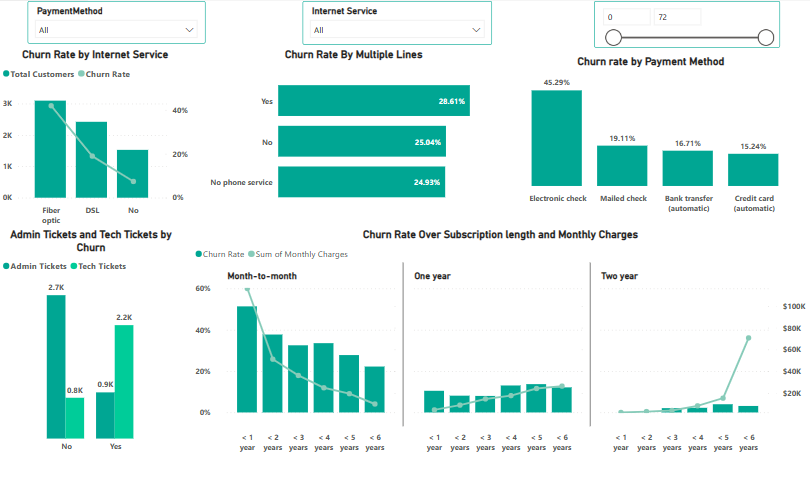 PaymentMethod
All
Internet Service
All
0 72
Churn Rate by Internet Service
Total Customers Churn Rate
3K
2K
1K
0K
40%
20%
0%
Fiber
optic
DSL
No
Churn Rate By Multiple Lines
Yes 28.61%
No 25.04%
No phone service 24.93%
Churn rate by Payment Method
45.29%
19.11%
16.71%
15.24%
Electronic check
Mailed check
Bank transfer
(automatic)
Credit card
(automatic)
Admin Tickets and Tech Tickets by
Churn
Admin Tickets Tech Tickets
2.7K
0.8K
0.9K
2.2K
No
Yes
Churn Rate Over Subscription length and Monthly Charges
Churn Rate Sum of Monthly Charges
Month-to-month
One year
Two year
60%
40%
20%
0%
$100K
$80K
$60K
$40K
$20K
< 1 < 2 < 3 < 4 < 5 < 6
year years years years years years
< 1 < 2 < 3 < 4 < 5 < 6
year years years years years years
< 1 < 2 < 3 < 4 < 5 < 6
year years years years years years